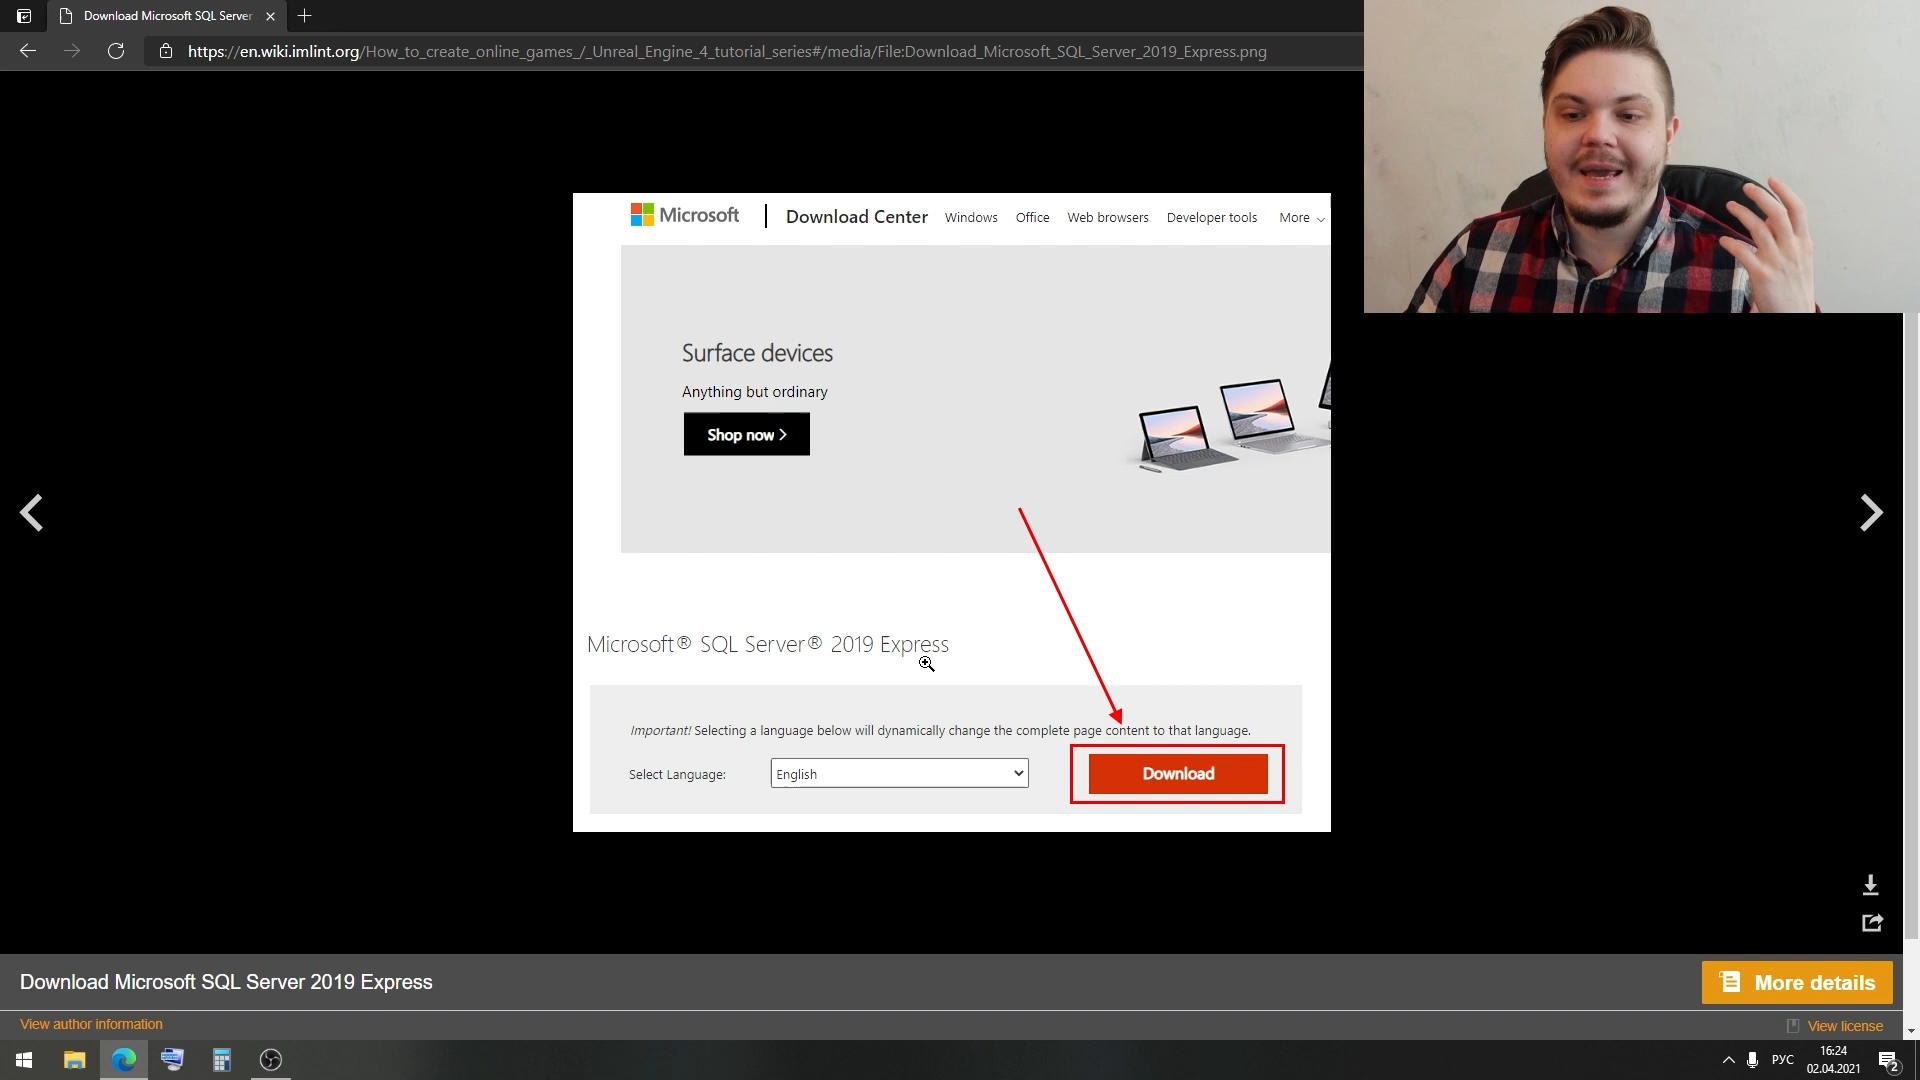 Download Microsoft SQL Server
https://en.wiki.imlint.org/How_to_create_online_games_/_Unreal_Engine_4_tutorial_series#/media/File:Download_Microsoft_SQL_Server_2019_Express.png
Microsoft Download Center Windows Office Web browsers Developer tools More
Surface devices
Anything but ordinary
Shop now
Microsoft® SQL Server® 2019 Express
Important! Selecting a language below will dynamically change the complete page content to that language.
Select Language: English Download
Download Microsoft SQL Server 2019 Express
More details
View author information
View license
РУС
16:24
02.04.2021
2